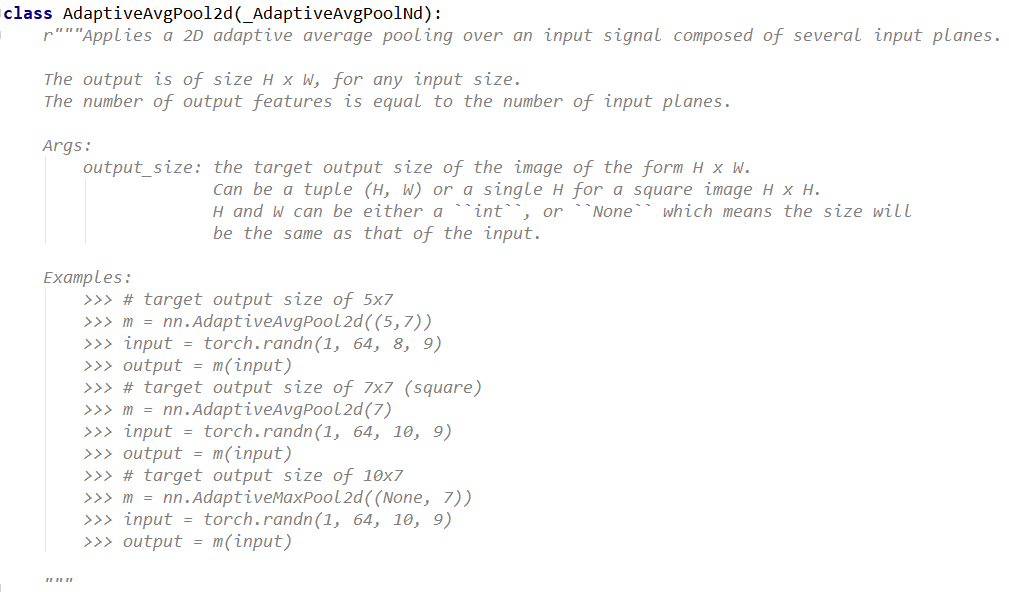 class AdaptiveAvgPool2d(_AdaptiveAvgPoolNd):
r"""Applies a 2D adaptive average pooling over an input signal composed of several input planes.
The output is of size H x W, for any input size.
The number of output features is equal to the number of input planes.
Args:
output_size: the target output size of the image of the form H x W.
Can be a tuple (H, W) or a single H for a square image H x H.
H and W can be either a ``int``, or ``None`` which means the size will
be the same as that of the input.
Examples:
>>> # target output size of 5x7
>>> m = nn.AdaptiveAvgPool2d((5,7))
>>> input = torch.randn(1, 64, 8, 9)
>>> output = m(input)
>>> # target output size of 7x7 (square)
>>> m = nn.AdaptiveAvgPool2d(7)
>>> input = torch.randn(1, 64, 10, 9)
>>> output = m(input)
>>> # target output size of 10x7
>>> m = nn.AdaptiveMaxPool2d((None, 7))
>>> input = torch.randn(1, 64, 10, 9)
>>> output = m(input)
"""